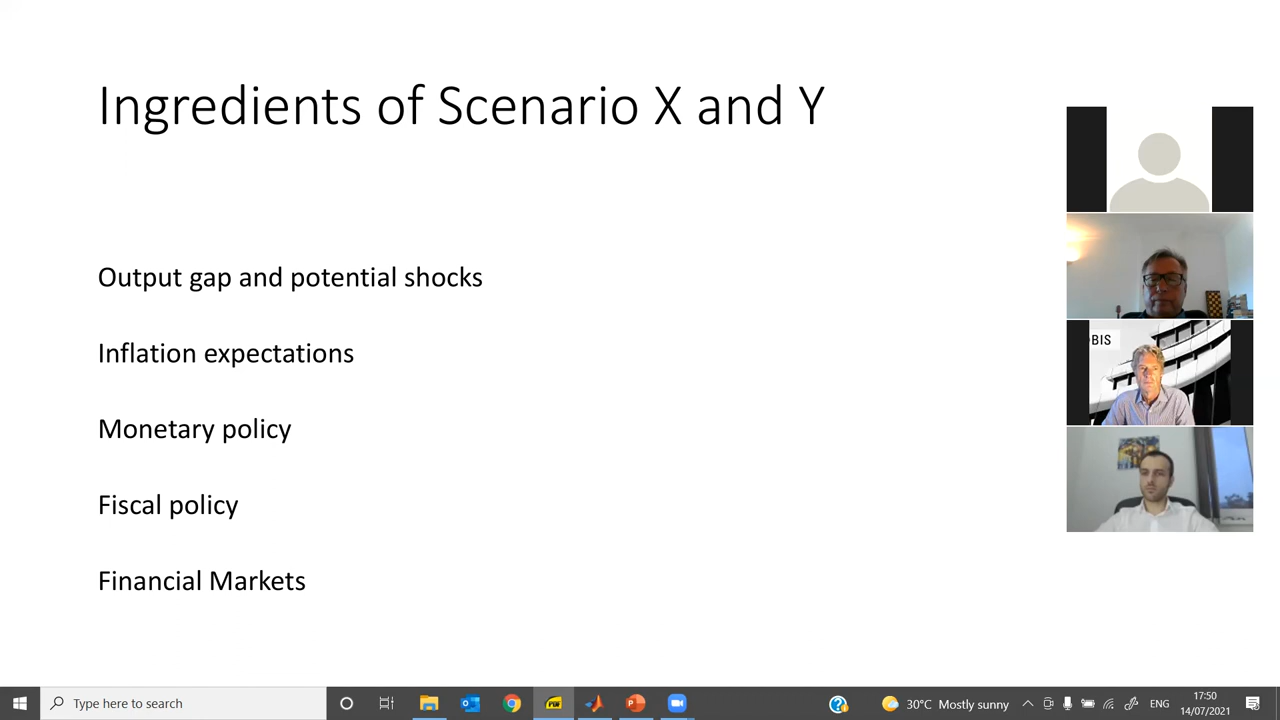 Ingredients of Scenario X and Y
Output gap and potential shocks
Inflation expectations
Monetary policy
Fiscal policy
Financial Markets
BIS
Type here to search
30°C Mostly sunny
ENG
17:50
14/07/2021